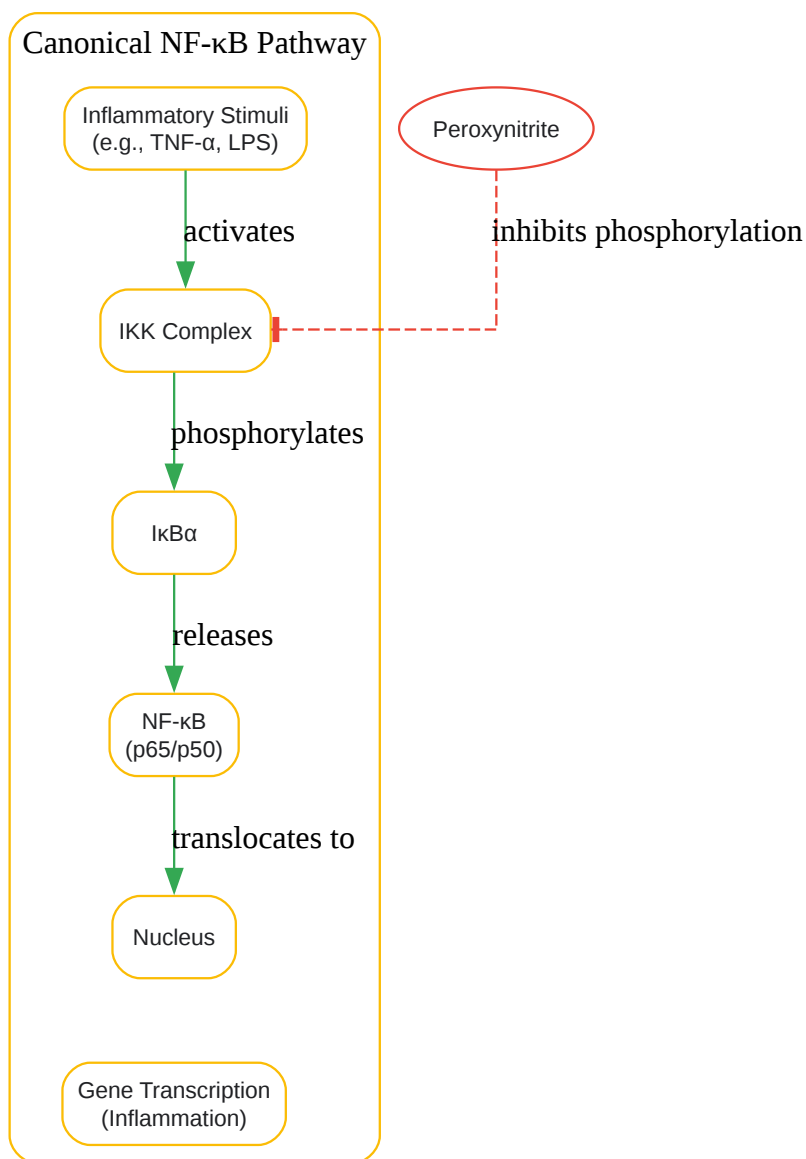 Canonical NF-κB Pathway
Inflammatory Stimuli
(e.g., TNF-α, LPS)
Peroxynitrite
activates
inhibits phosphorylation
IKK Complex
phosphorylates
IκBα
releases
NF-κB
(p65/p50)
translocates to
Nucleus
Gene Transcription
(Inflammation)